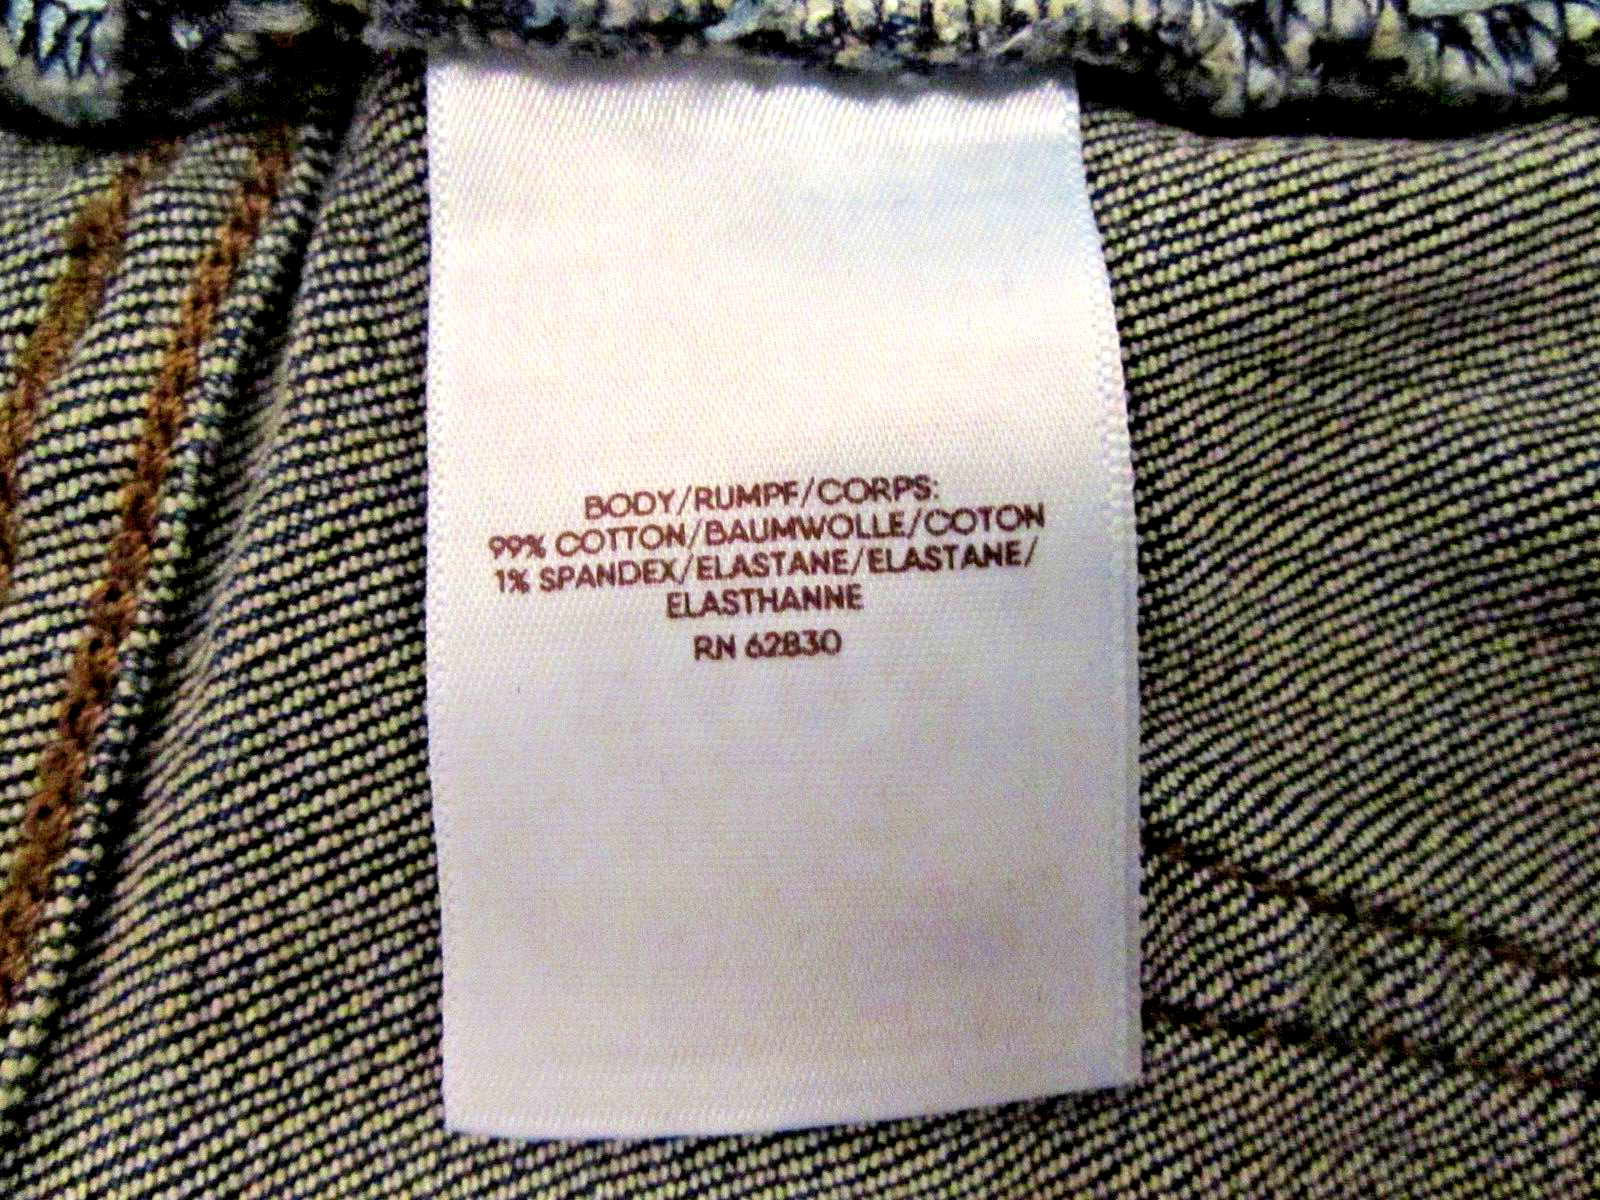 BODY/RUMPF/CORPS:
99% COTTON/BAUMWOLLE/COTON
1% SPANDEX/ELASTANE/ELASTANE/
ELASTHANNE
RN 62830